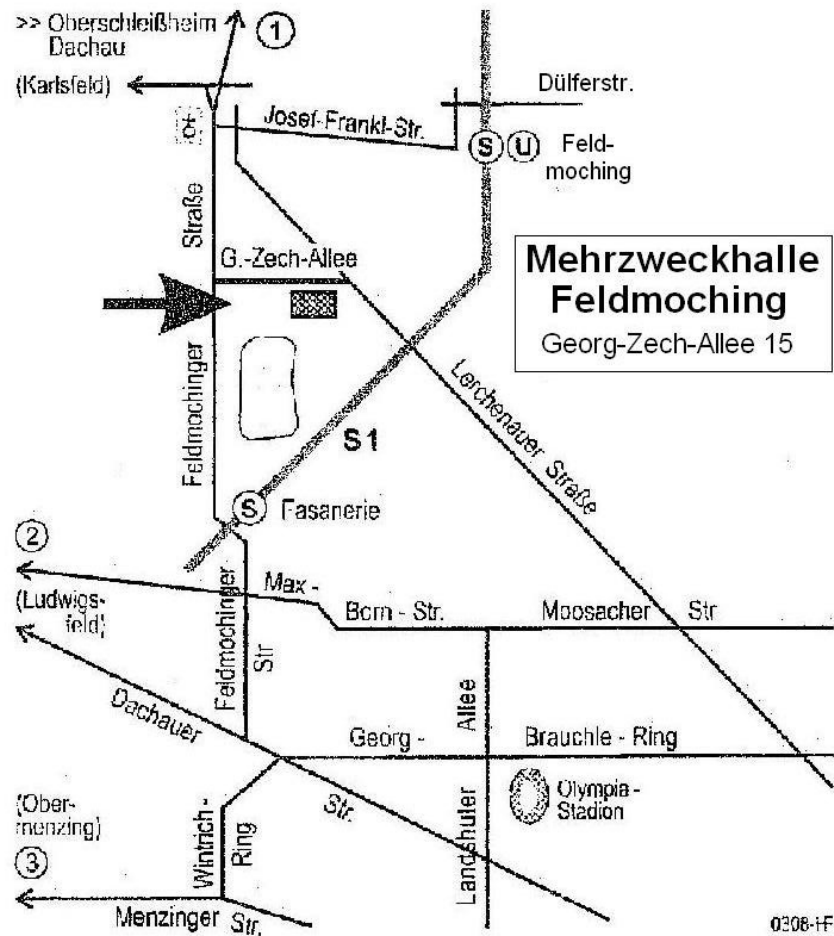 >> Oberschleißheim
Dachau
1
(Karlsfeld)
Dülferstr.
Josef-Frankl-Str.
S U Feld-
moching
Straße
G.-Zech-Allee
Mehrzweckhalle
Feldmoching
Georg-Zech-Allee 15
Feldmochinger
Lerchenauer Straße
S1
S Fasanerie
2
(Ludwigs-
feld)
Max -
Born - Str.
Moosacher Str
Feldmochinger
Str
Dachauer
Str.
Allee
Landshuter
Georg -
Brauchle - Ring
Olympia -
Stadion
(Ober-
menzing)
3
Wintrich -
Ring
Menzinger Str.
0308-HF